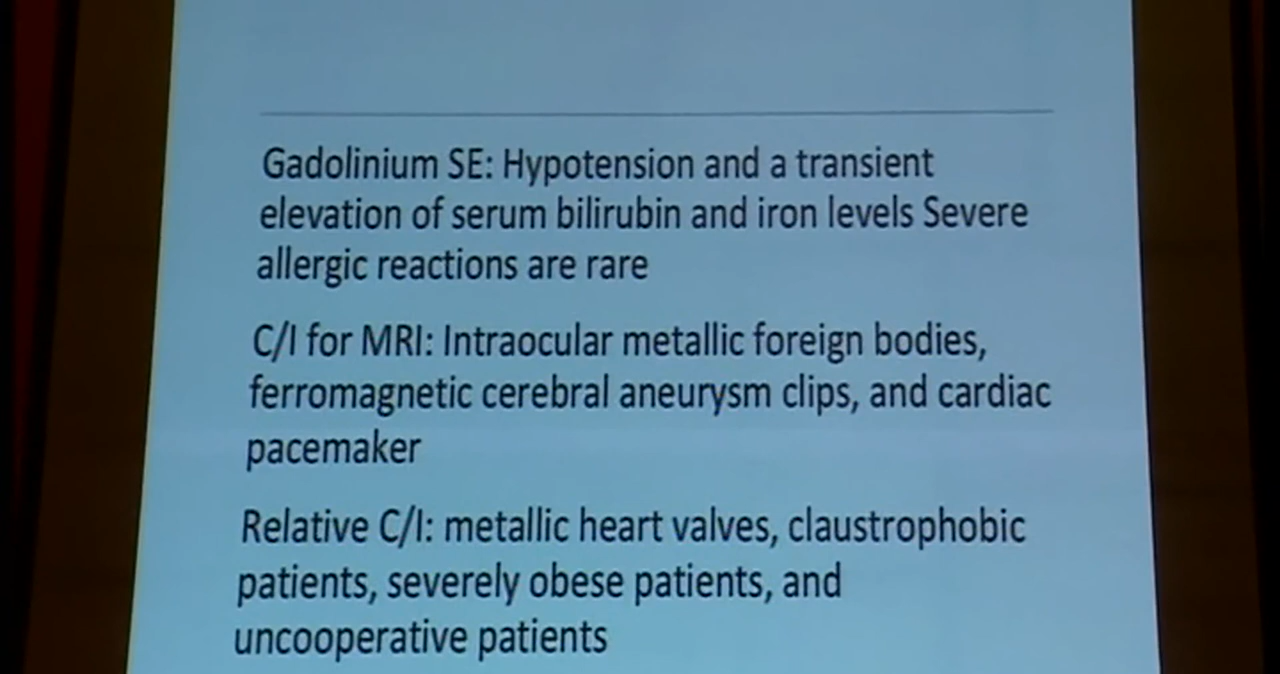 Gadolinium SE: Hypotension and a transient
elevation of serum bilirubin and iron levels Severe
allergic reactions are rare
C/I for MRI: Intraocular metallic foreign bodies,
ferromagnetic cerebral aneurysm clips, and cardiac
pacemaker
Relative C/I: metallic heart valves, claustrophobic
patients, severely obese patients, and
uncooperative patients